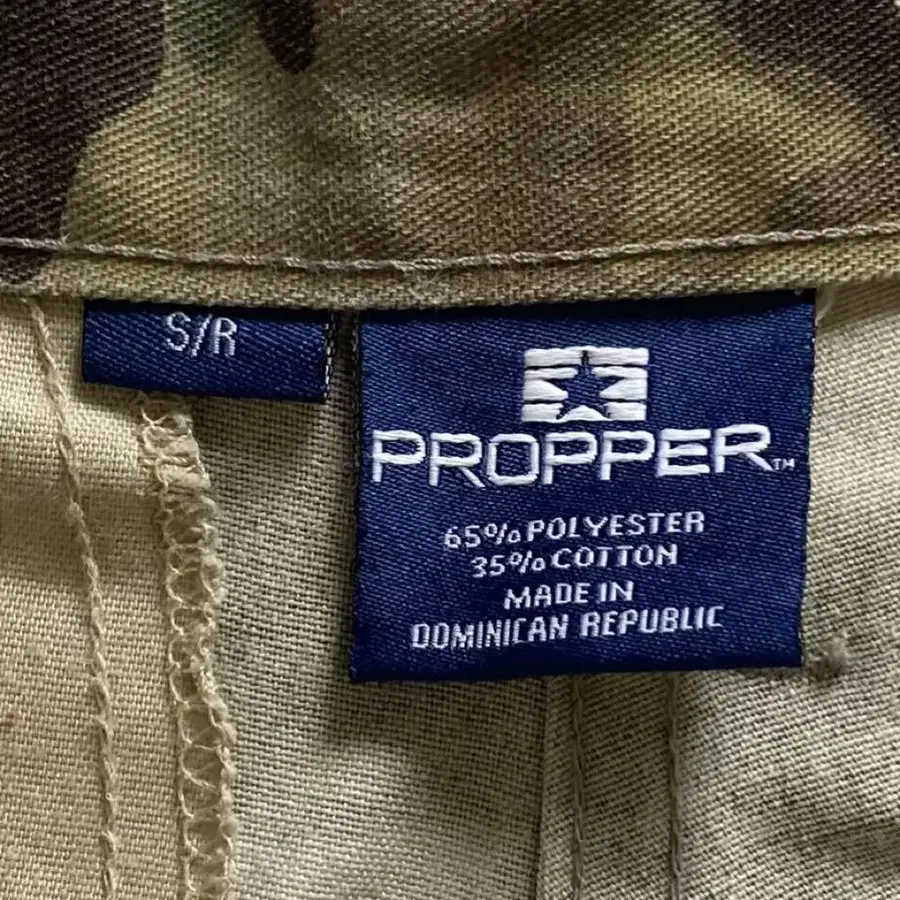 S/R
PROPPER™
65% POLYESTER
35% COTTON
MADE IN
DOMINICAN REPUBLIC